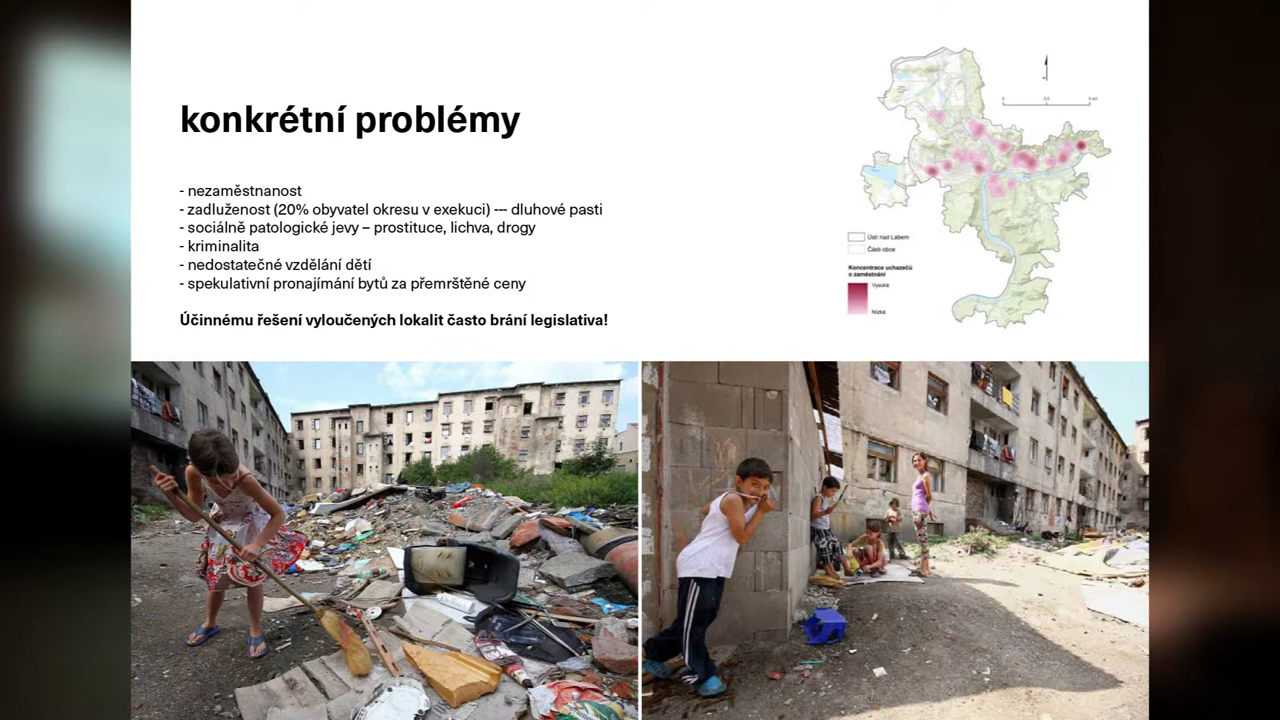 konkrétní problémy
- nezaměstnanost
- zadluženost (20% obyvatel okresu v exekuci) --- dluhové pasti
- sociálně patologické jevy – prostituce, lichva, drogy
- kriminalita
- nedostatečné vzdělání dětí
- spekulativní pronajímání bytů za přemrštěné ceny
Účinnému řešení vyloučených lokalit často brání legislativa!
Ústí nad Labem
Části obce
Koncentrace uchazečů
o zaměstnání
Vysoká
Nízká